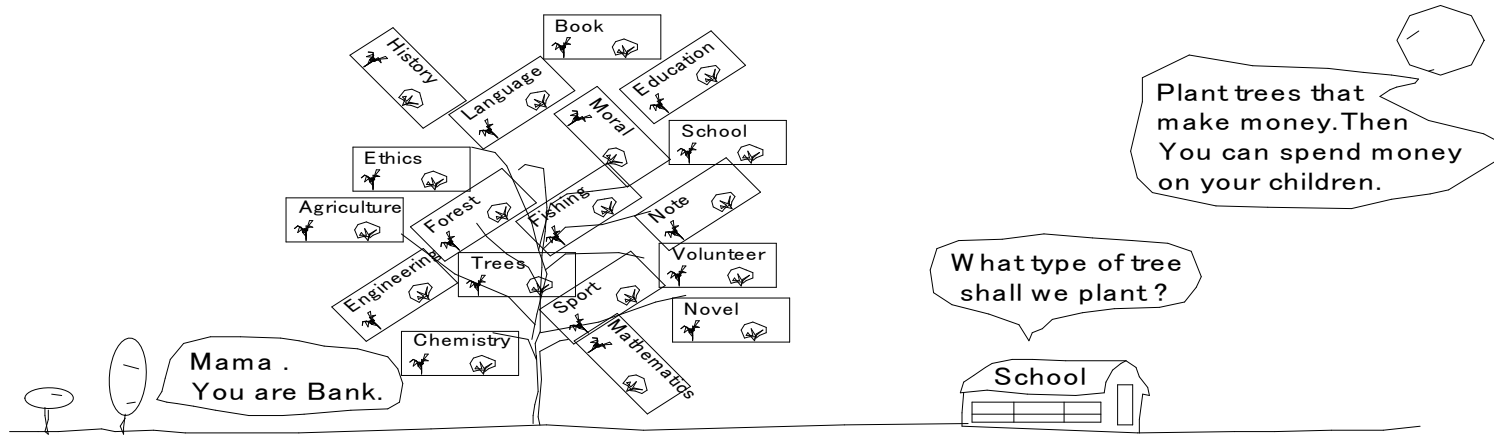 Book
History
Language
Education
Moral
School
Ethics
Forest
Fishing
Note
Agriculture
Engineering
Trees
Sport
Volunteer
Novel
Chemistry
Mathematics
Mama .
You are Bank.
Plant trees that
make money. Then
You can spend money
on your children.
What type of tree
shall we plant ?
School